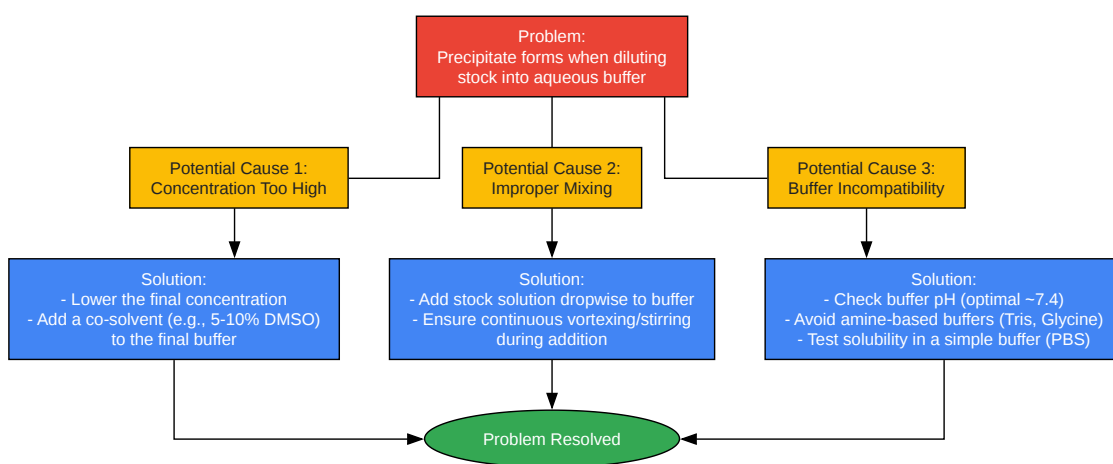 Problem:
Precipitate forms when diluting
stock into aqueous buffer
Potential Cause 1:
Concentration Too High
Potential Cause 2:
Improper Mixing
Potential Cause 3:
Buffer Incompatibility
Solution:
- Lower the final concentration
- Add a co-solvent (e.g., 5-10% DMSO)
to the final buffer
Solution:
- Add stock solution dropwise to buffer
- Ensure continuous vortexing/stirring
during addition
Solution:
- Check buffer pH (optimal ~7.4)
- Avoid amine-based buffers (Tris, Glycine)
- Test solubility in a simple buffer (PBS)
Problem Resolved